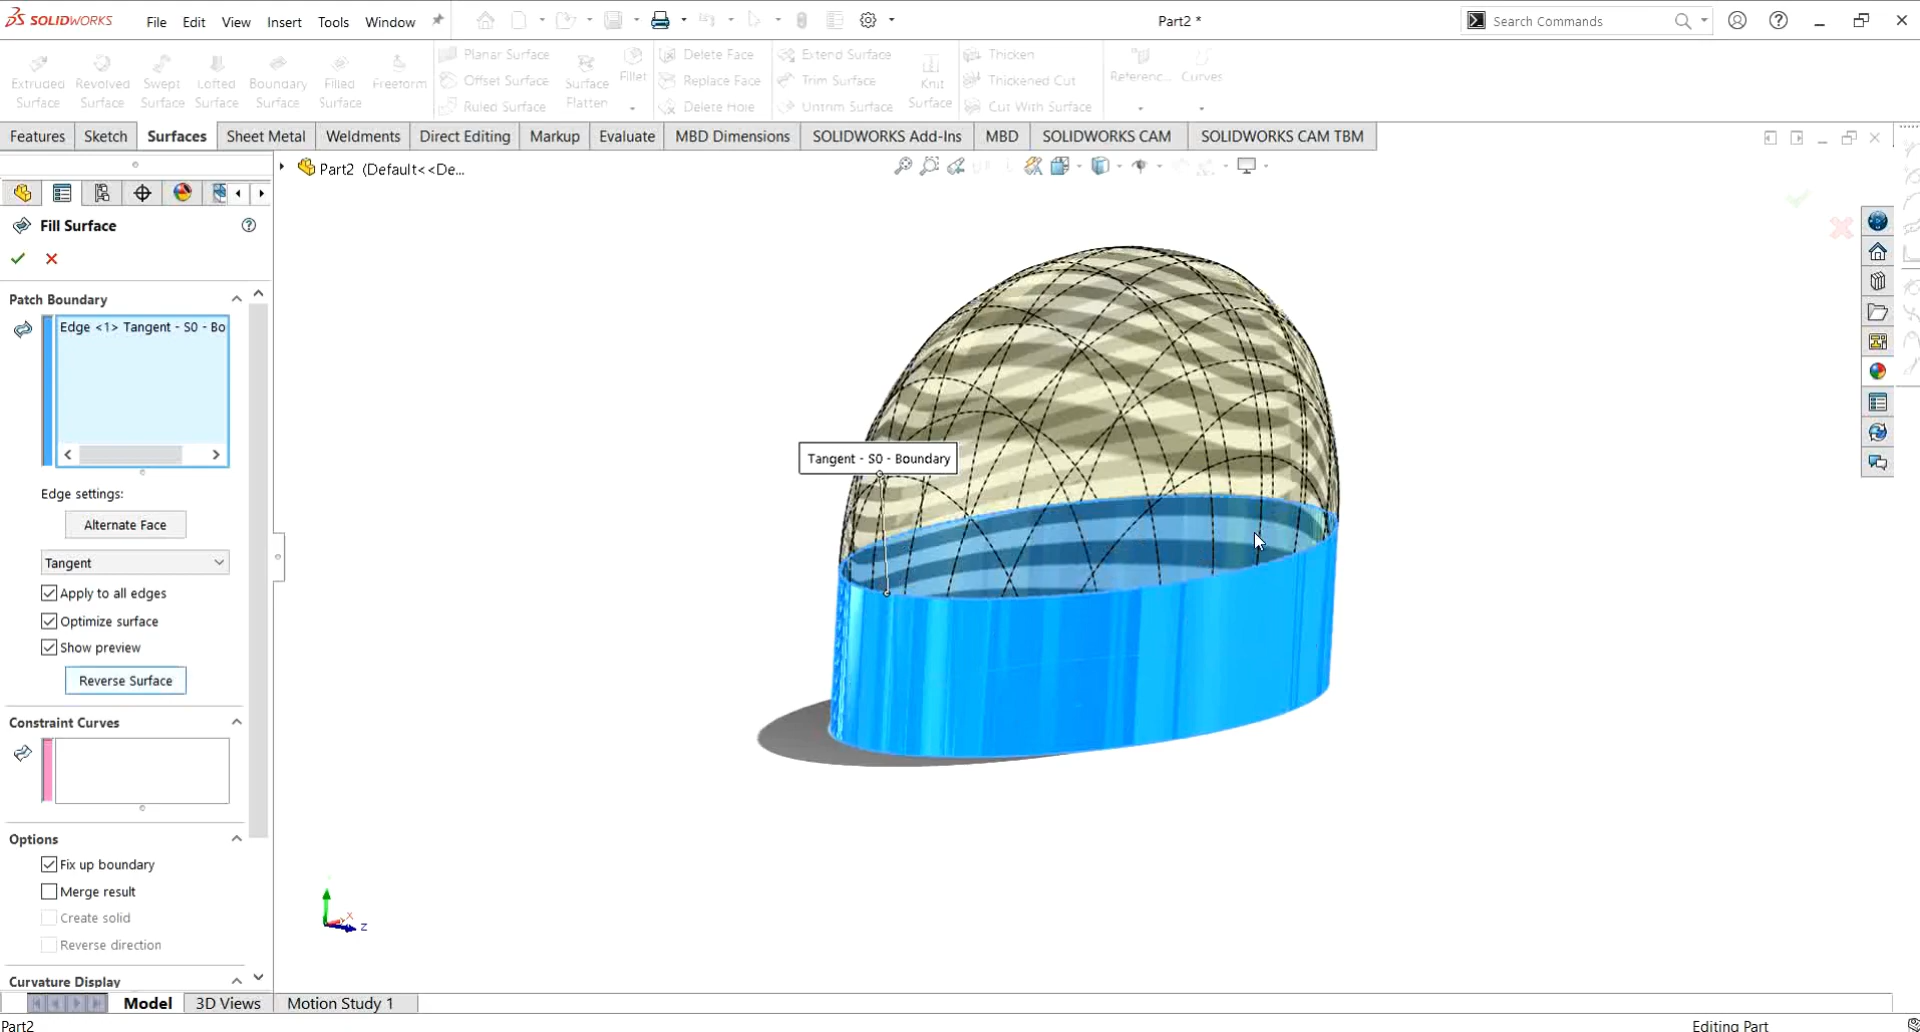 SOLIDWORKS File Edit View Insert Tools Window Part2 * Search Commands
Extruded Surface
Revolved Surface
Swept Surface
Lofted Surface
Boundary Surface
Filled Surface
Freeform
Planar Surface
Offset Surface
Ruled Surface
Surface Flatten
Fillet
Delete Face
Replace Face
Delete Hole
Extend Surface
Trim Surface
Untrim Surface
Knit Surface
Thicken
Thickened Cut
Cut With Surface
Referenc...
Curves
Features Sketch Surfaces Sheet Metal Weldments Direct Editing Markup Evaluate MBD Dimensions SOLIDWORKS Add-Ins MBD SOLIDWORKS CAM SOLIDWORKS CAM TBM
Part2 (Default<<De...
Fill Surface
Patch Boundary
Edge <1> Tangent - S0 - Bo
Edge settings:
Alternate Face
Tangent
Apply to all edges
Optimize surface
Show preview
Reverse Surface
Constraint Curves
Options
Fix up boundary
Merge result
Create solid
Reverse direction
Curvature Display
Tangent - S0 - Boundary
x
z
Model 3D Views Motion Study 1
Part2 Editing Part